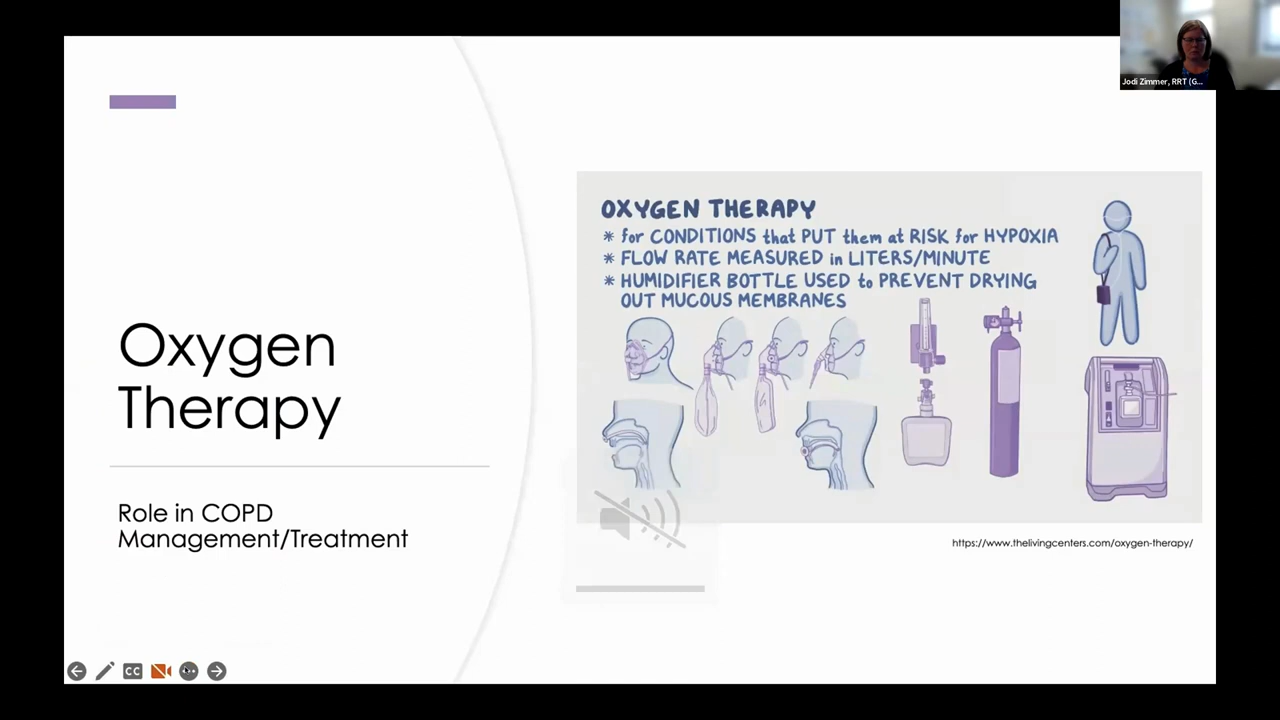 Jodi Zimmer, RRT (G...
OXYGEN THERAPY
* for CONDITIONS that PUT them at RISK for HYPOXIA
* FLOW RATE MEASURED in LITERS/MINUTE
* HUMIDIFIER BOTTLE USED to PREVENT DRYING
OUT MUCOUS MEMBRANES
Oxygen
Therapy
Role in COPD
Management/Treatment
https://www.thelivingcenters.com/oxygen-therapy/
CC